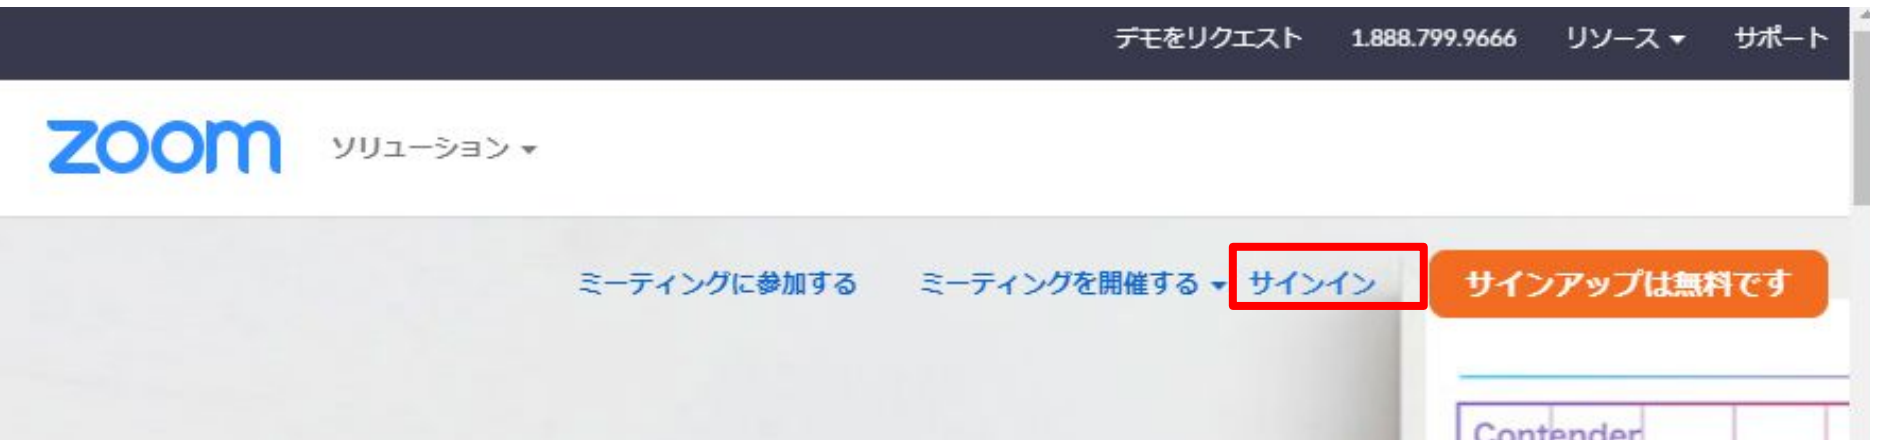 デモをリクエスト 1.888.799.9666 リソース サポート
zoom ソリューション
ミーティングに参加する ミーティングを開催する サインイン サインアップは無料です
Contender